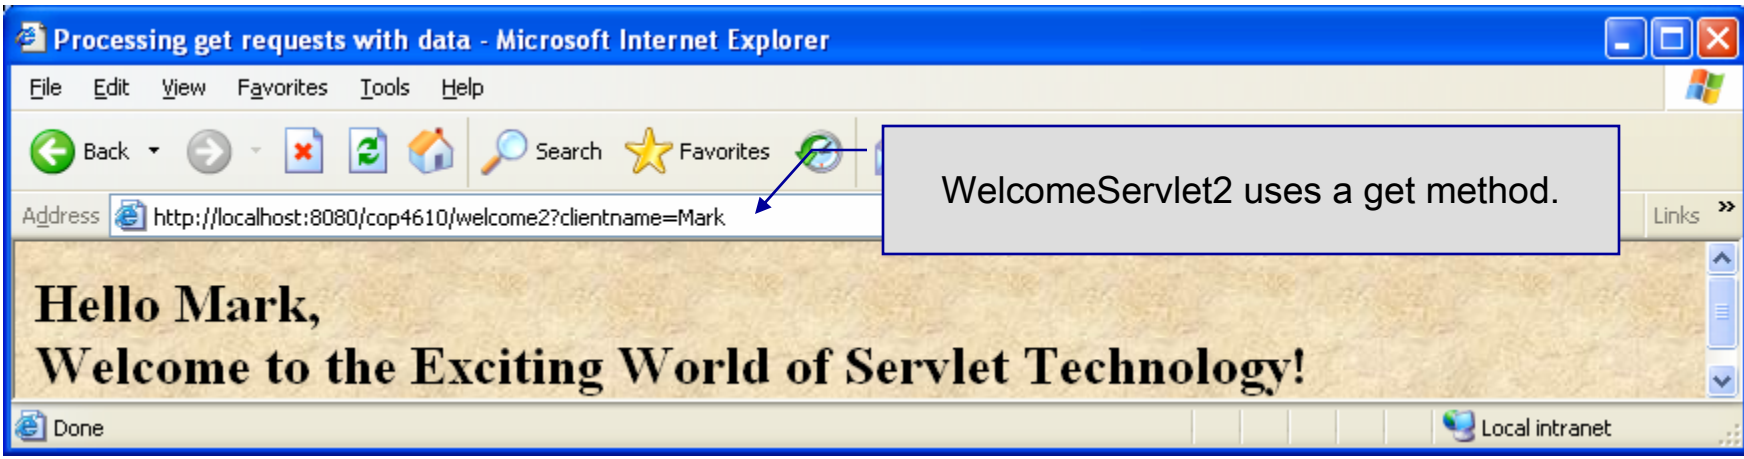 Processing get requests with data - Microsoft Internet Explorer
File Edit View Favorites Tools Help
Back Search Favorites
WelcomeServlet2 uses a get method.
Address http://localhost:8080/cop4610/welcome2?clientname=Mark Links »
Hello Mark,
Welcome to the Exciting World of Servlet Technology!
Done Local intranet